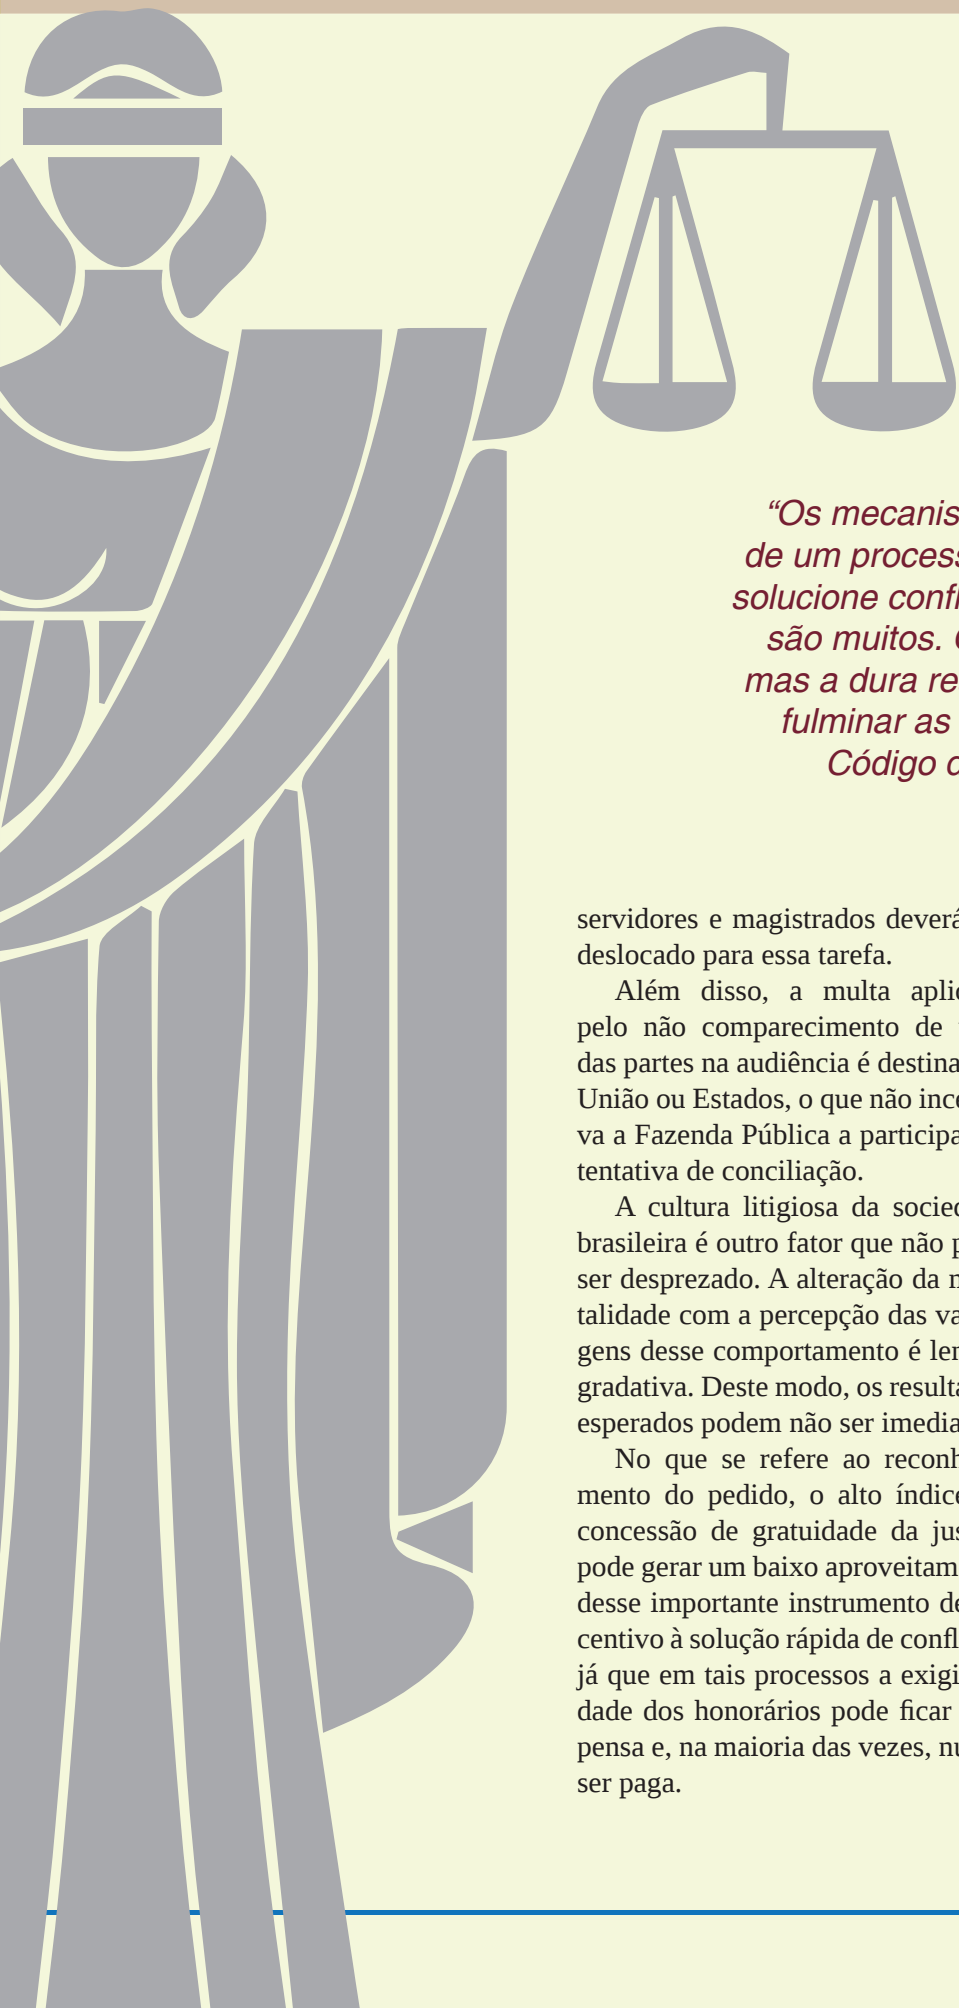 “Os mecanis
de um process
solucione confli
são muitos.
mas a dura re
fulminar as
Código d
servidores e magistrados deverá
deslocado para essa tarefa.
Além disso, a multa aplic
pelo não comparecimento de
das partes na audiência é destina
União ou Estados, o que não ince
va a Fazenda Pública a participa
tentativa de conciliação.
A cultura litigiosa da socied
brasileira é outro fator que não p
ser desprezado. A alteração da m
talidade com a percepção das va
gens desse comportamento é len
gradativa. Deste modo, os resulta
esperados podem não ser imedia
No que se refere ao reconh
mento do pedido, o alto índice
concessão de gratuidade da jus
pode gerar um baixo aproveitam
desse importante instrumento de
centivo à solução rápida de confl
já que em tais processos a exigi
dade dos honorários pode ficar
pensa e, na maioria das vezes, nu
ser paga.